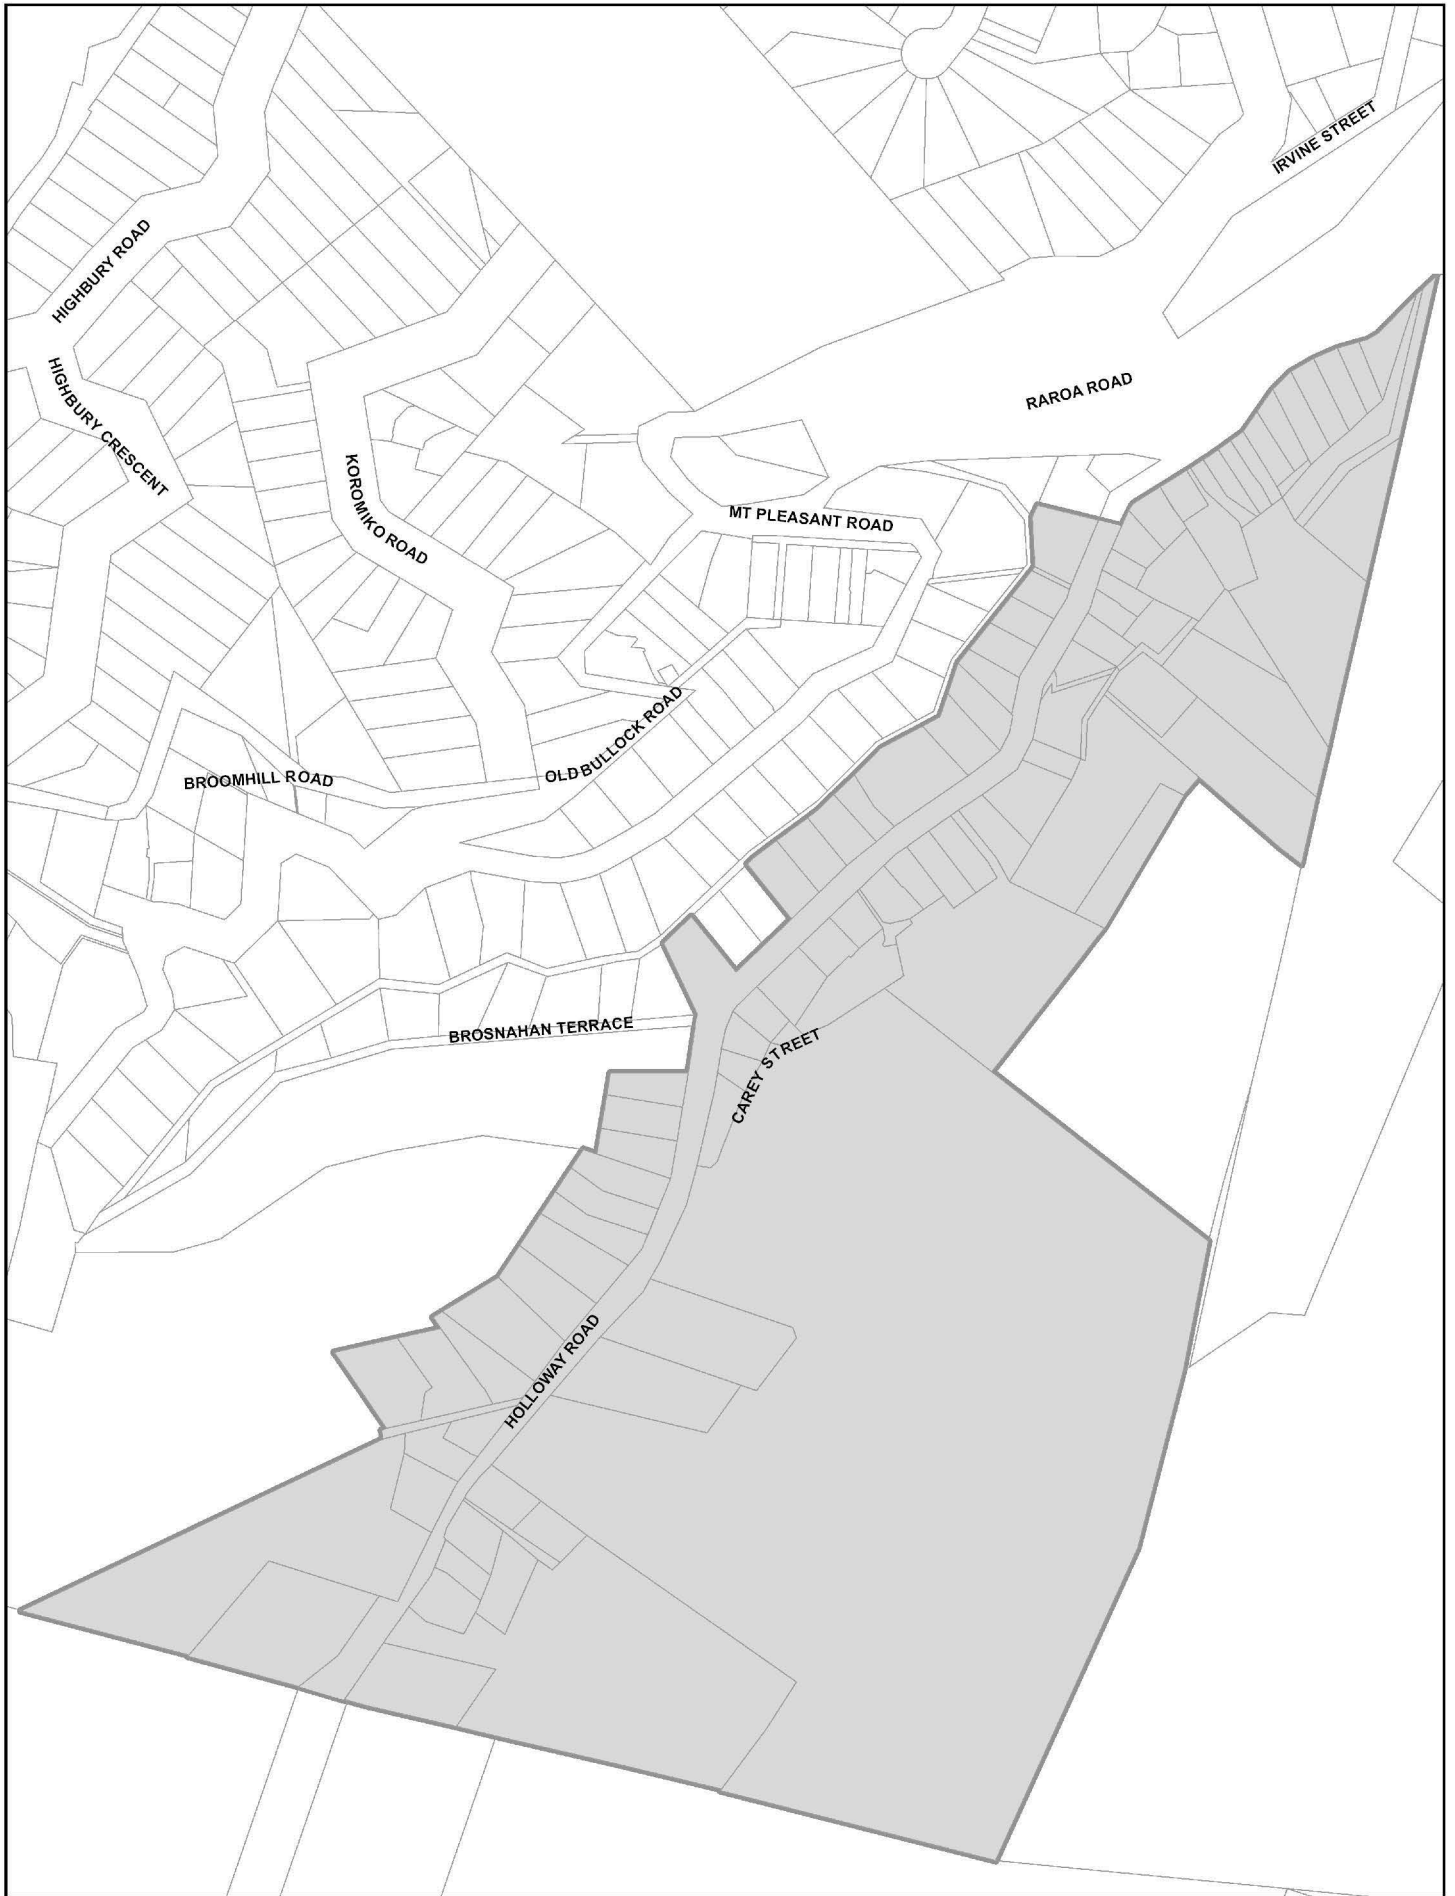 IRVINE STREET
HIGHBURY ROAD
RAROA ROAD
HIGHBURY CRESCENT
KOROMIKO ROAD
MT PLEASANT ROAD
OLD BULLOCK ROAD
BROOMHILL ROAD
BROSNAHAN TERRACE
CAREY STREET
HOLLOWAY ROAD